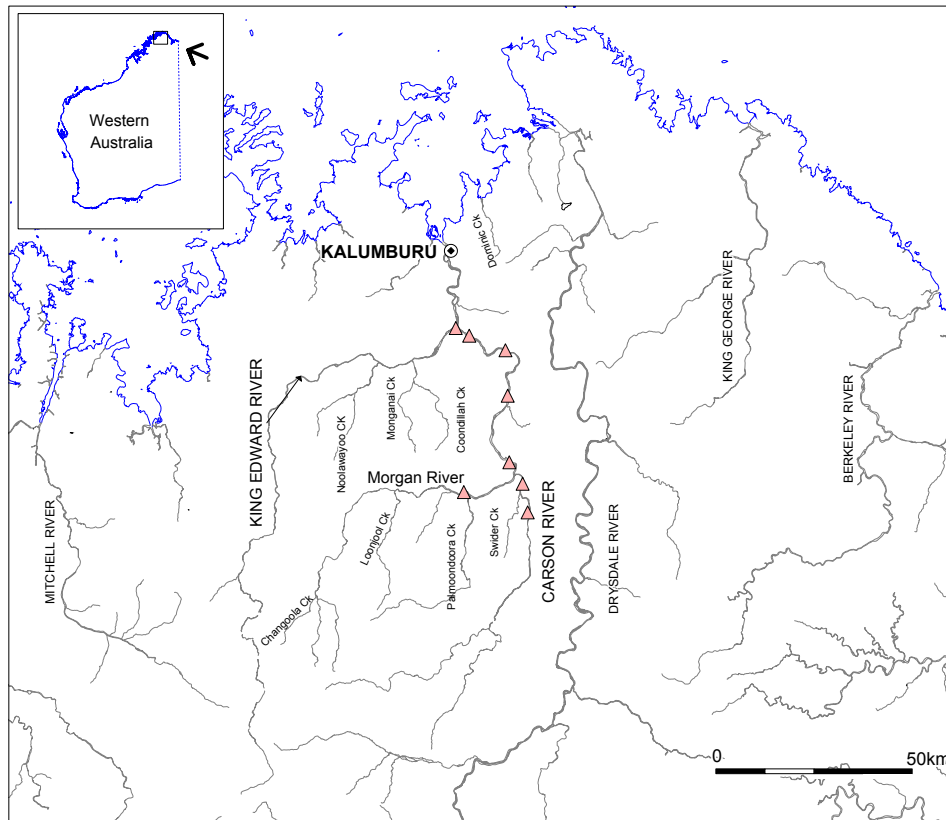 Western
Australia
KALUMBURU
Dominic Ck
KING GEORGE RIVER
KING EDWARD RIVER
Noolawayoo CK
Monganai Ck
Coondillah Ck
BERKELEY RIVER
Morgan River
MITCHELL RIVER
Loonjool Ck
Palmoondoora Ck
Swider Ck
CARSON RIVER
DRYSDALE RIVER
Changoola Ck
0
50km